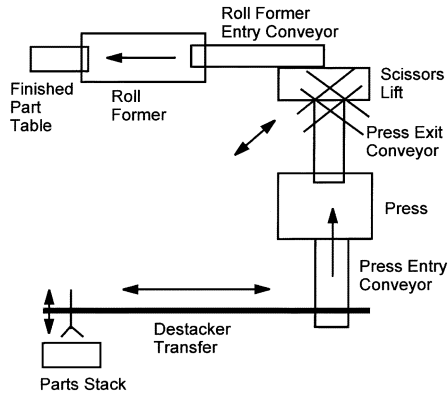 Roll Former
Entry Conveyor
Scissors
Lift
Finished
Part
Table
Roll
Former
Press Exit
Conveyor
Press
Press Entry
Conveyor
Destacker
Transfer
Parts Stack